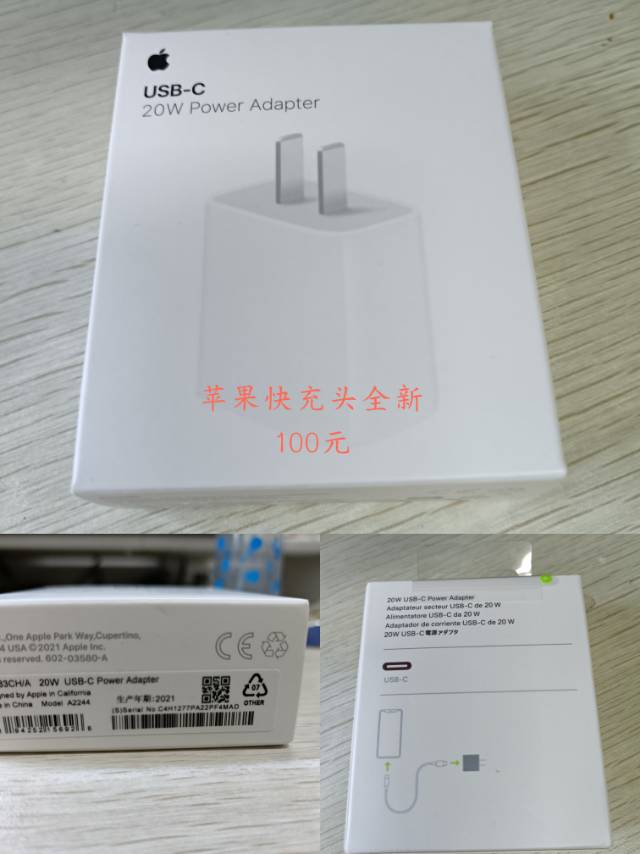 USB-C
20W Power Adapter
苹果快充头全新
100元
One Apple Park Way,Cupertino,
4 USA ©2021 Apple Inc.
s reserved. 602-03580-A
33CH/A 20W USB-C Power Adapter
gned by Apple in California
in China Model A2244
生产年期:2021
(S)Serial No.C4H1277PA22PF4MAD
07
OTHER
20W USB-C Power Adapter
Adaptateur secteur USB-C de 20 W
Alimentatore USB-C da 20 W
Adaptador de corriente USB-C de 20 W
20W USB-C電源アダプタ
USB-C